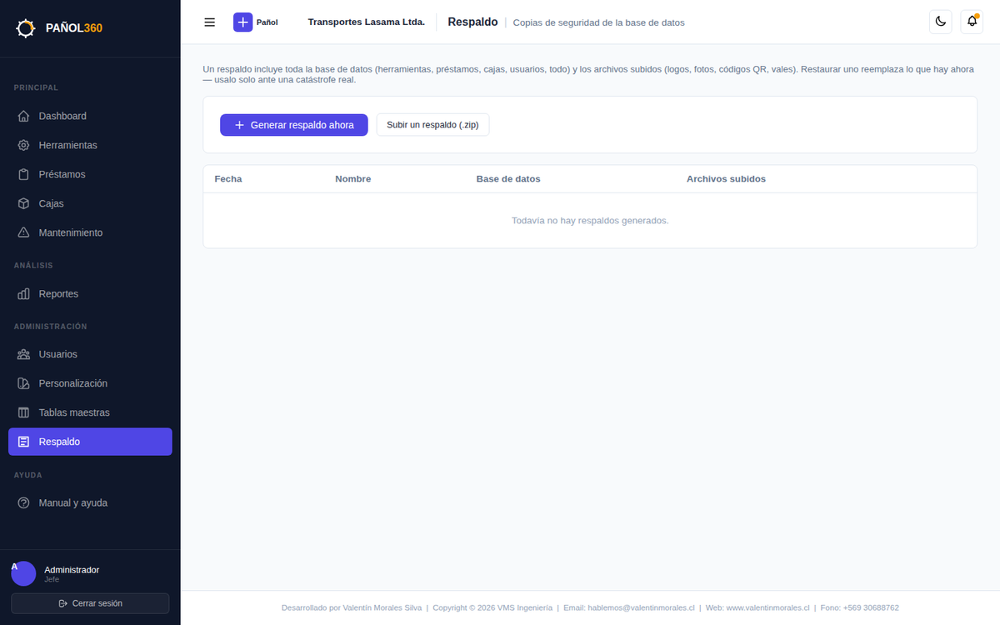 PAÑOL360
PRINCIPAL
Dashboard
Herramientas
Préstamos
Cajas
Mantenimiento
ANÁLISIS
Reportes
ADMINISTRACIÓN
Usuarios
Personalización
Tablas maestras
Respaldo
AYUDA
Manual y ayuda
A
Administrador
Jefe
Cerrar sesión
Pañol
Transportes Lasama Ltda.
Respaldo | Copias de seguridad de la base de datos
Un respaldo incluye toda la base de datos (herramientas, préstamos, cajas, usuarios, todo) y los archivos subidos (logos, fotos, códigos QR, vales). Restaurar uno reemplaza lo que hay ahora
— usalo solo ante una catástrofe real.
Generar respaldo ahora
Subir un respaldo (.zip)
Fecha Nombre Base de datos Archivos subidos
Todavía no hay respaldos generados.
Desarrollado por Valentín Morales Silva | Copyright © 2026 VMS Ingeniería | Email: hablemos@valentinmorales.cl | Web: www.valentinmorales.cl | Fono: +569 30688762